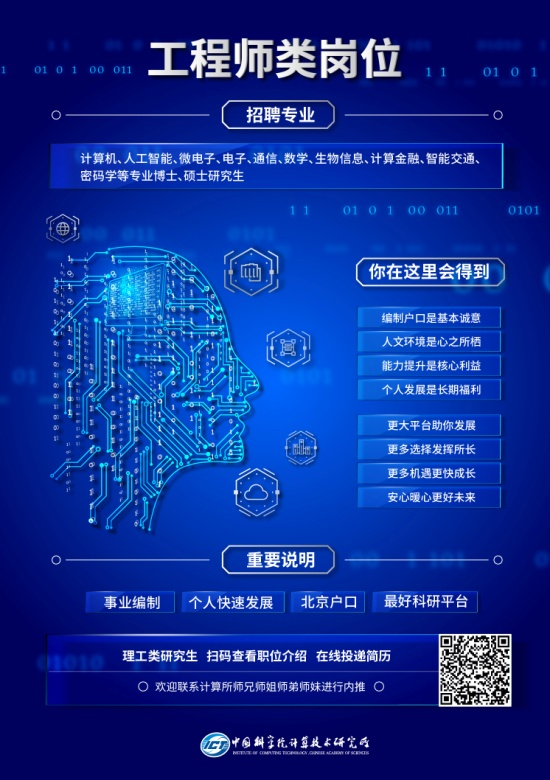 工程师类岗位
招聘专业
计算机、人工智能、微电子、电子、通信、数学、生物信息、计算金融、智能交通、
密码学等专业博士、硕士研究生
你在这里会得到
编制户口是基本诚意
人文环境是心之所栖
能力提升是核心利益
个人发展是长期福利
更大平台助你发展
更多选择发挥所长
更多机遇更快成长
安心暖心更好未来
重要说明
事业编制 个人快速发展 北京户口 最好科研平台
理工类研究生 扫码查看职位介绍 在线投递简历
欢迎联系计算所师兄师姐师弟师妹进行内推
ICT 中国科学院计算技术研究所
INSTITUTE OF COMPUTING TECHNOLOGY, CHINESE ACADEMY OF SCIENCES